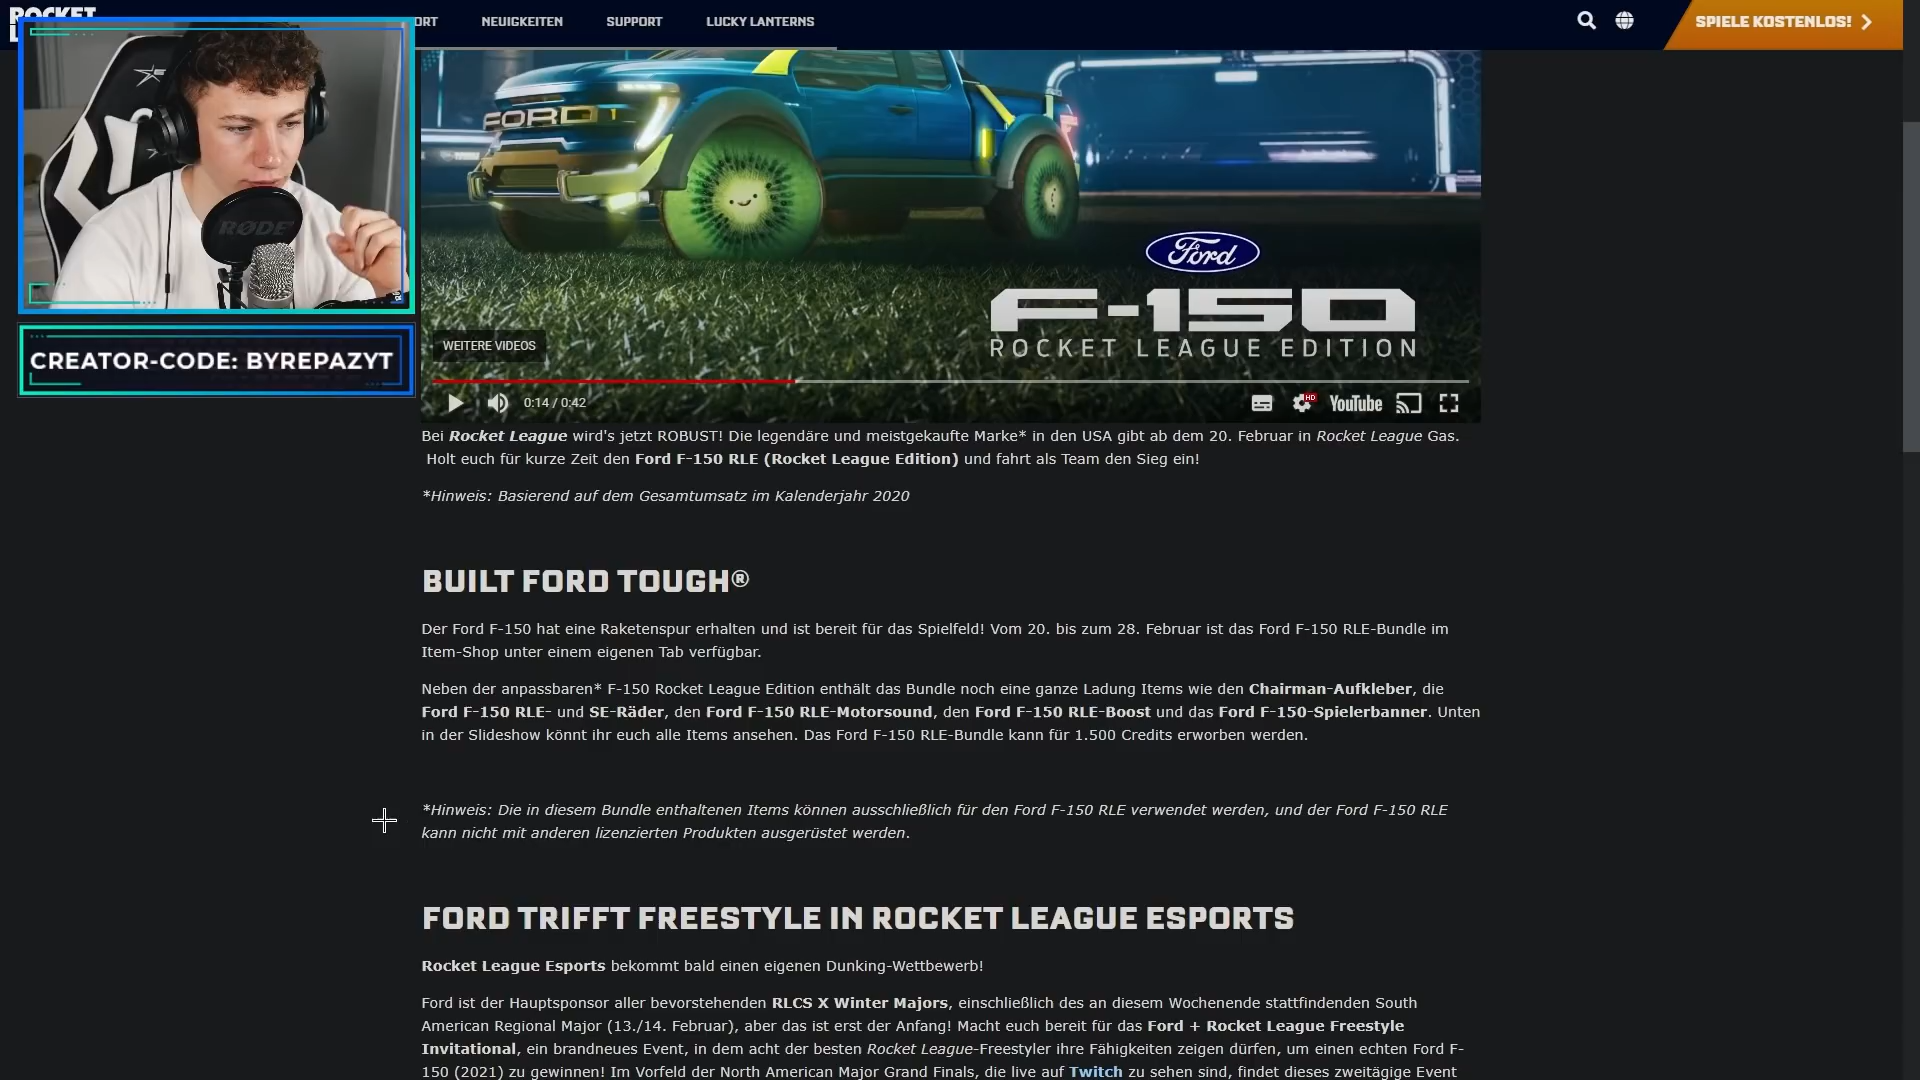 ROCKET
ORT
NEUIGKEITEN
SUPPORT
LUCKY LANTERNS
SPIELE KOSTENLOS!
RØDE
CREATOR-CODE: BYREPAZYT
FORD
Ford
F-150
ROCKET LEAGUE EDITION
WEITERE VIDEOS
0:14 / 0:42
HD
YouTube
Bei Rocket League wird's jetzt ROBUST! Die legendäre und meistgekaufte Marke* in den USA gibt ab dem 20. Februar in Rocket League Gas.
Holt euch für kurze Zeit den Ford F-150 RLE (Rocket League Edition) und fahrt als Team den Sieg ein!
*Hinweis: Basierend auf dem Gesamtumsatz im Kalenderjahr 2020
BUILT FORD TOUGH®
Der Ford F-150 hat eine Raketenspur erhalten und ist bereit für das Spielfeld! Vom 20. bis zum 28. Februar ist das Ford F-150 RLE-Bundle im
Item-Shop unter einem eigenen Tab verfügbar.
Neben der anpassbaren* F-150 Rocket League Edition enthält das Bundle noch eine ganze Ladung Items wie den Chairman-Aufkleber, die
Ford F-150 RLE- und SE-Räder, den Ford F-150 RLE-Motorsound, den Ford F-150 RLE-Boost und das Ford F-150-Spielerbanner. Unten
in der Slideshow könnt ihr euch alle Items ansehen. Das Ford F-150 RLE-Bundle kann für 1.500 Credits erworben werden.
*Hinweis: Die in diesem Bundle enthaltenen Items können ausschließlich für den Ford F-150 RLE verwendet werden, und der Ford F-150 RLE
kann nicht mit anderen lizenzierten Produkten ausgerüstet werden.
FORD TRIFFT FREESTYLE IN ROCKET LEAGUE ESPORTS
Rocket League Esports bekommt bald einen eigenen Dunking-Wettbewerb!
Ford ist der Hauptsponsor aller bevorstehenden RLCS X Winter Majors, einschließlich des an diesem Wochenende stattfindenden South
American Regional Major (13./14. Februar), aber das ist erst der Anfang! Macht euch bereit für das Ford + Rocket League Freestyle
Invitational, ein brandneues Event, in dem acht der besten Rocket League-Freestyler ihre Fähigkeiten zeigen dürfen, um einen echten Ford F-
150 (2021) zu gewinnen! Im Vorfeld der North American Major Grand Finals, die live auf Twitch zu sehen sind, findet dieses zweitägige Event